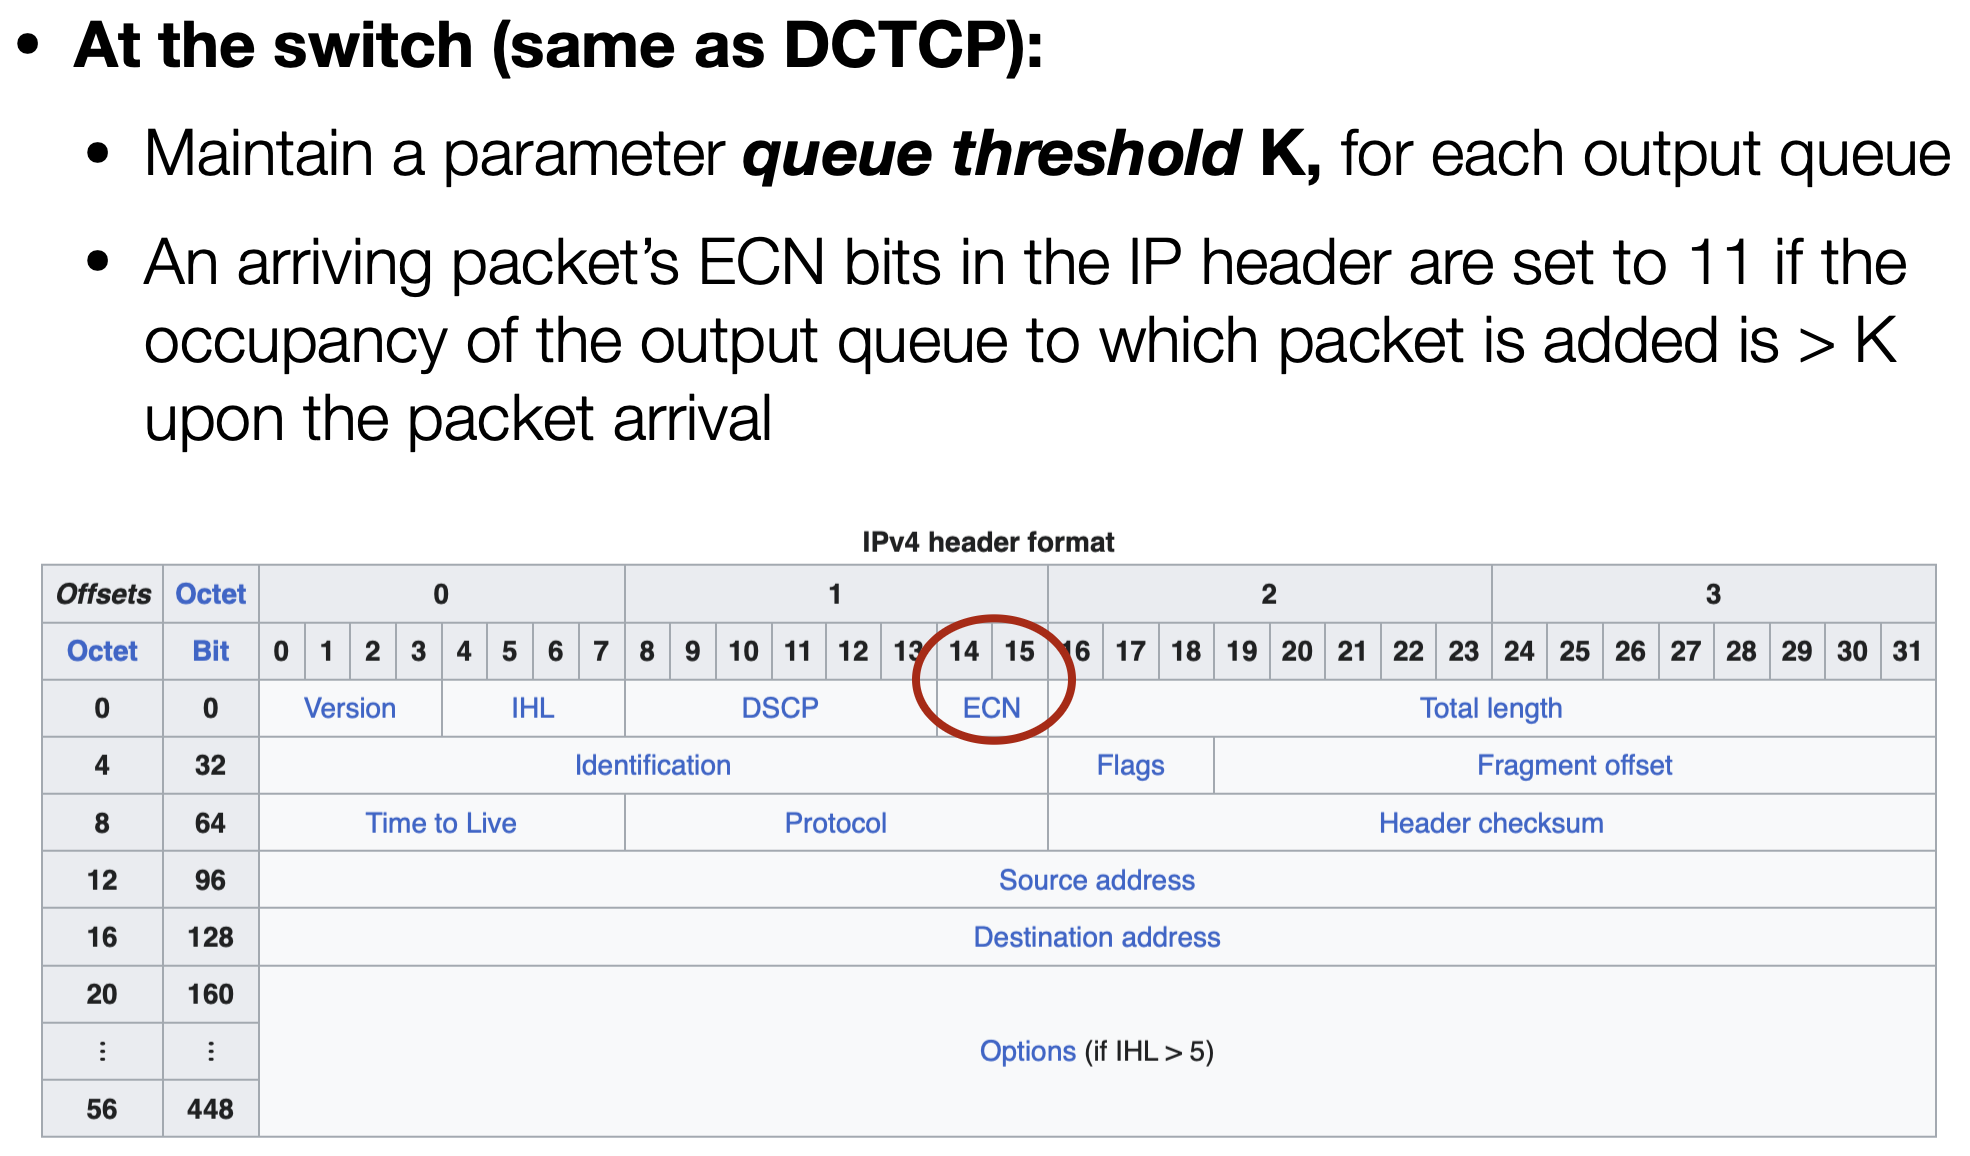 • At the switch (same as DCTCP):
• Maintain a parameter queue threshold K, for each output queue
• An arriving packet’s ECN bits in the IP header are set to 11 if the
occupancy of the output queue to which packet is added is > K
upon the packet arrival
IPv4 header format
Offsets Octet 0 1 2 3
Octet Bit 0 1 2 3 4 5 6 7 8 9 10 11 12 13 14 15 16 17 18 19 20 21 22 23 24 25 26 27 28 29 30 31
0 0 Version IHL DSCP ECN Total length
4 32 Identification Flags Fragment offset
8 64 Time to Live Protocol Header checksum
12 96 Source address
16 128 Destination address
20 160
⋮ ⋮ Options (if IHL > 5)
56 448